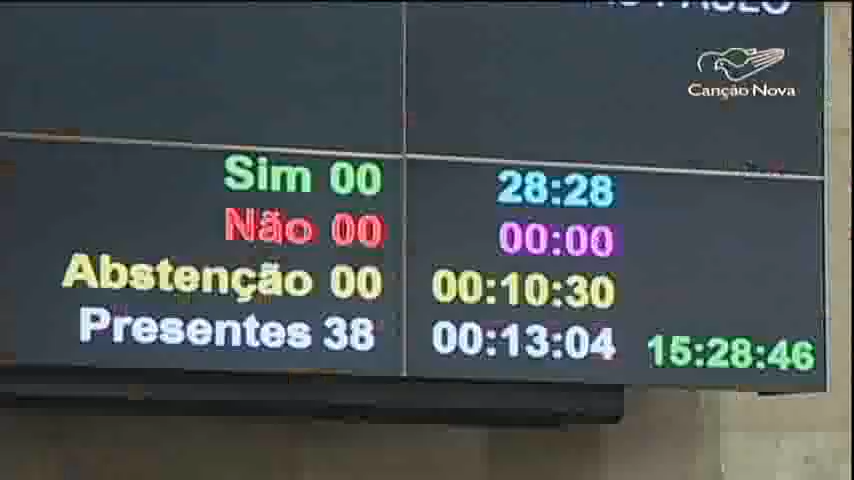 PAULO
Canção Nova
Sim 00 28:28
Não 00 00:00
Abstenção 00 00:10:30
Presentes 38 00:13:04 15:28:46